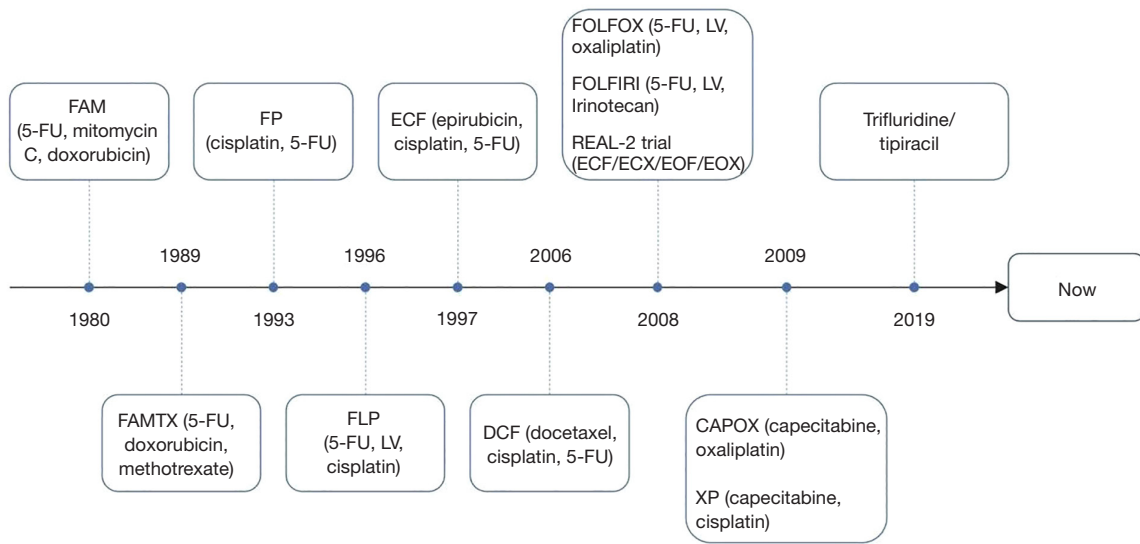 FAM
(5-FU, mitomycin
C, doxorubicin)
FP
(cisplatin, 5-FU)
ECF (epirubicin,
cisplatin, 5-FU)
FOLFOX (5-FU, LV,
oxaliplatin)
FOLFIRI (5-FU, LV,
Irinotecan)
REAL-2 trial
(ECF/ECX/EOF/EOX)
Trifluridine/
tipiracil
1989
1996
2006
2009
1980
1993
1997
2008
2019
Now
FAMTX (5-FU,
doxorubicin,
methotrexate)
FLP
(5-FU, LV,
cisplatin)
DCF (docetaxel,
cisplatin, 5-FU)
CAPOX (capecitabine,
oxaliplatin)
XP (capecitabine,
cisplatin)